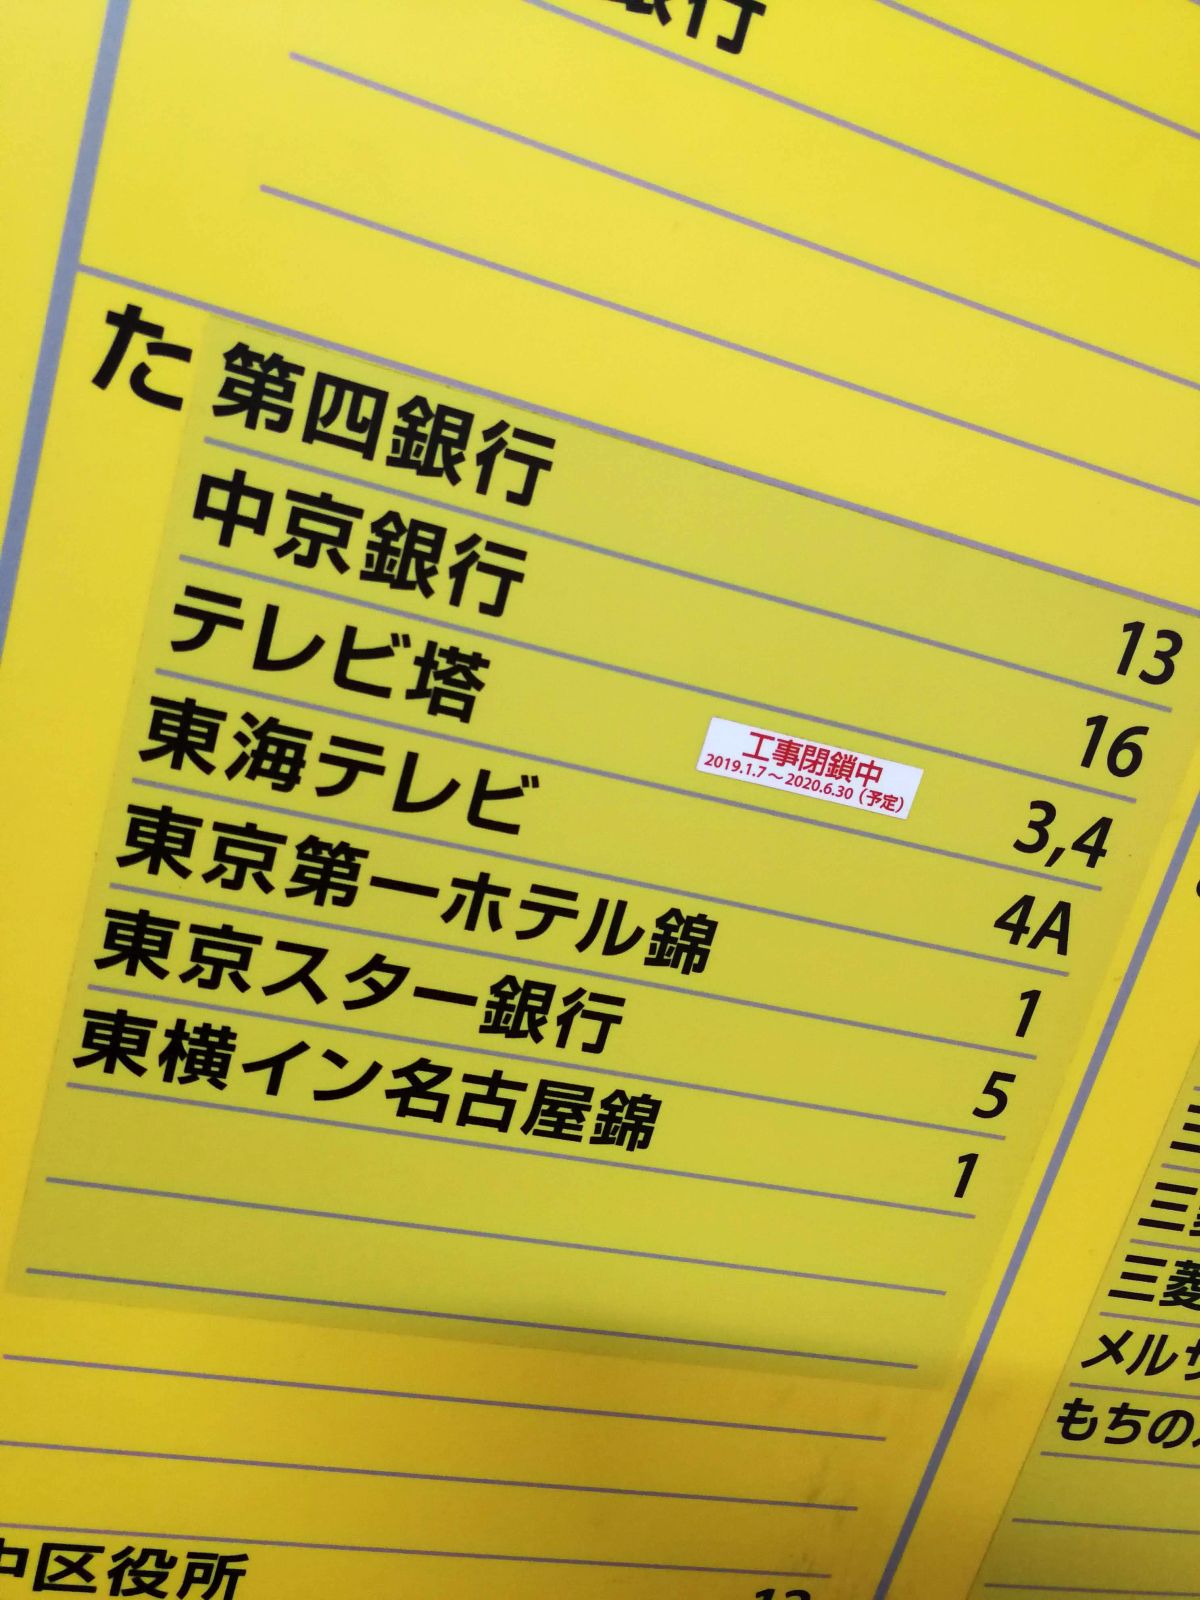 銀行
た
第四銀行 13
中京銀行 16
テレビ塔 工事閉鎖中 3,4
2019.1.7～2020.6.30（予定）
東海テレビ 4A
東京第一ホテル錦 1
東京スター銀行 5
東横イン名古屋錦 1
中区役所
三菱
メルサ
もちの